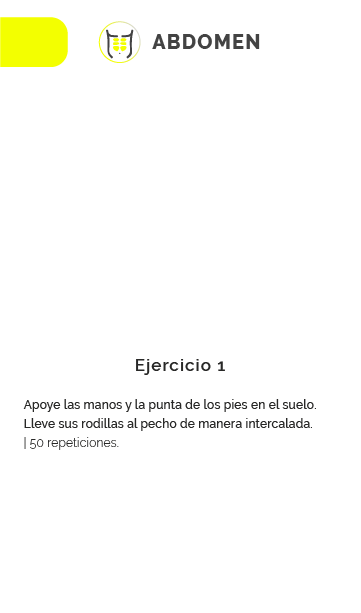 ABDOMEN
Ejercicio 1
Apoye las manos y la punta de los pies en el suelo.
Lleve sus rodillas al pecho de manera intercalada.
| 50 repeticiones.